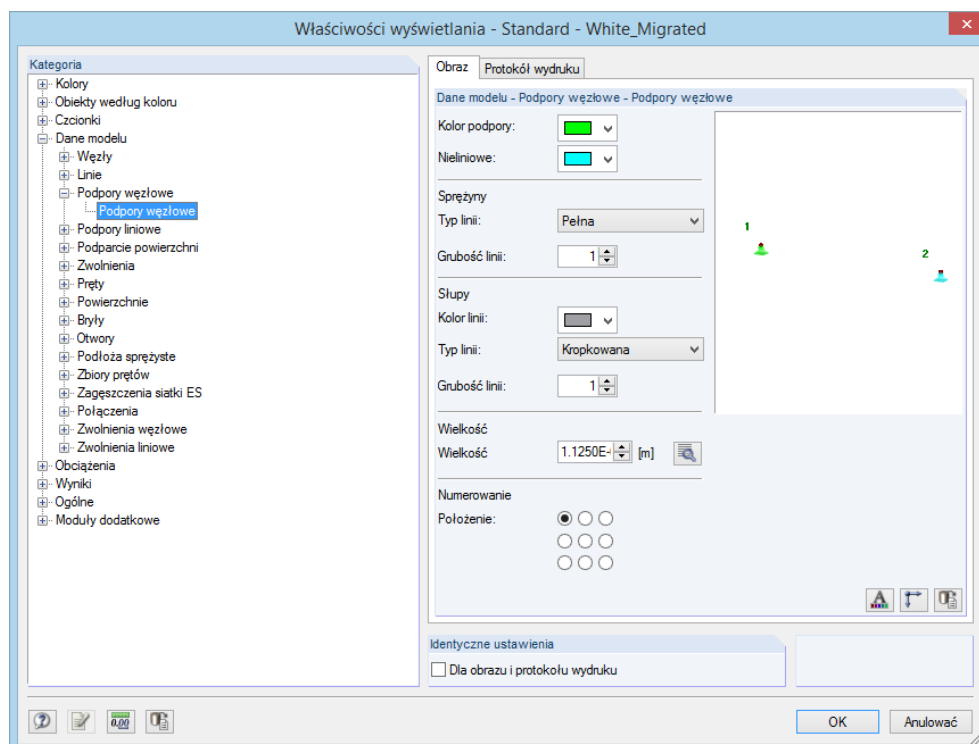 Właściwości wyświetlania - Standard - White_Migrated
Kategoria
Kolory
Obiekty według koloru
Czcionki
Dane modelu
Węzły
Linie
Podpory węzłowe
Podpory węzłowe
Podpory liniowe
Podparcie powierzchni
Zwolnienia
Pręty
Powierzchnie
Bryły
Otwory
Podłoża sprężyste
Zbiory prętów
Zagęszczenia siatki ES
Połączenia
Zwolnienia węzłowe
Zwolnienia liniowe
Obciążenia
Wyniki
Ogólne
Moduły dodatkowe
Obraz
Protokół wydruku
Dane modelu - Podpory węzłowe - Podpory węzłowe
Kolor podpory:
Nieliniowe:
Sprężyny
Typ linii: Pełna
Grubość linii: 1
Słupy
Kolor linii:
Typ linii: Kropkowana
Grubość linii: 1
Wielkość
Wielkość 1.1250E- [m]
Numerowanie
Położenie:
1
2
Identyczne ustawienia
Dla obrazu i protokołu wydruku
0.00
OK
Anulować